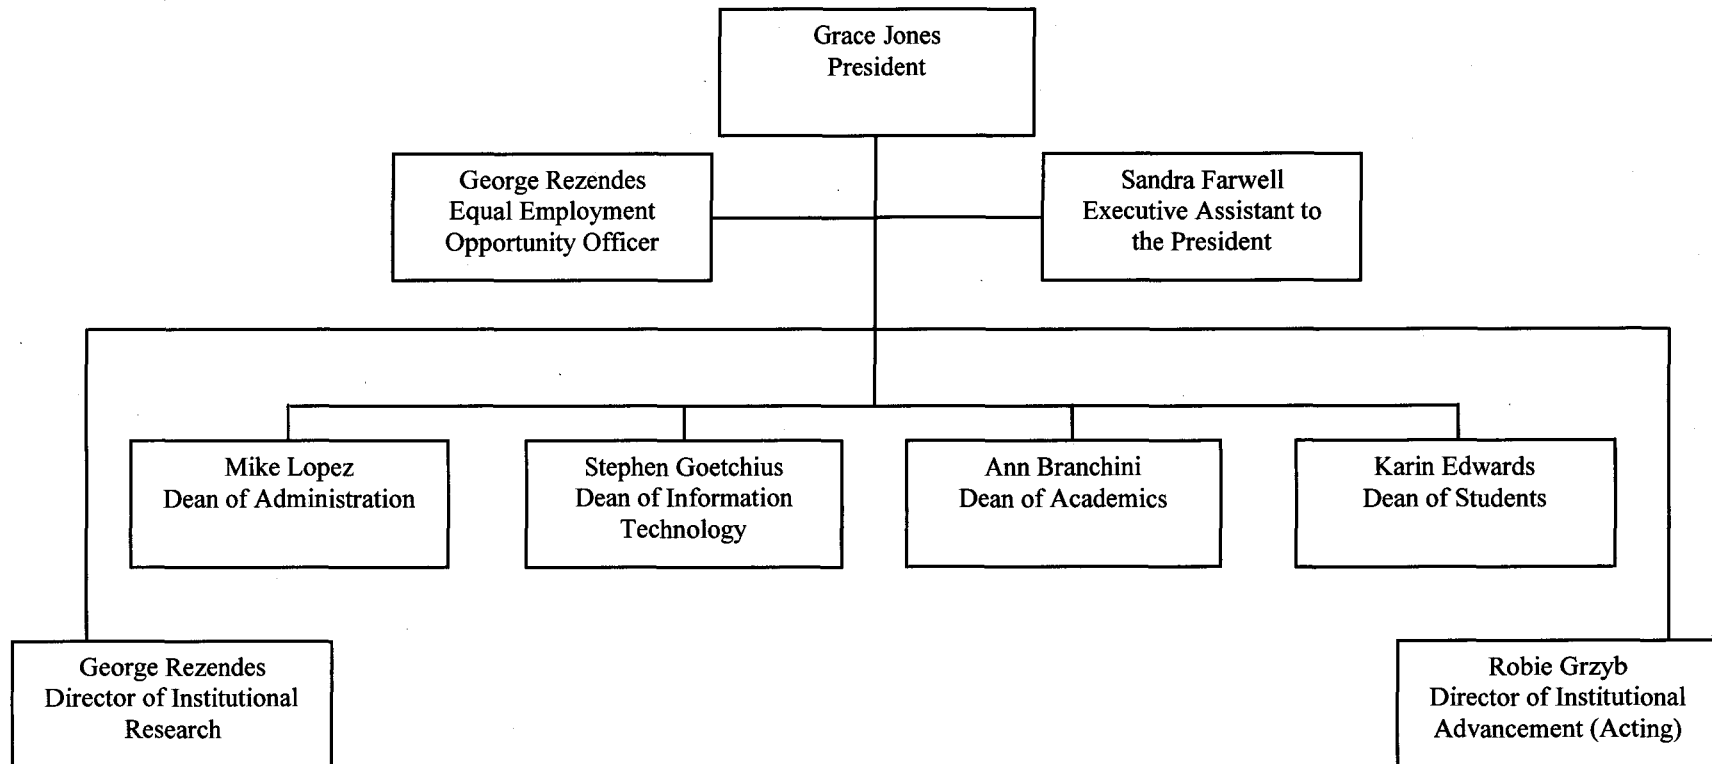 Grace Jones
President
George Rezendes
Equal Employment
Opportunity Officer
Sandra Farwell
Executive Assistant to
the President
Mike Lopez
Dean of Administration
Stephen Goetchius
Dean of Information
Technology
Ann Branchini
Dean of Academics
Karin Edwards
Dean of Students
George Rezendes
Director of Institutional
Research
Robie Grzyb
Director of Institutional
Advancement (Acting)